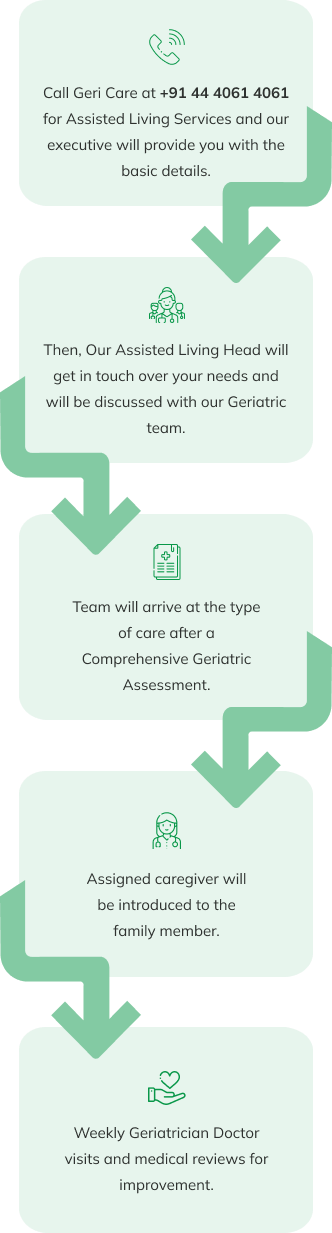 Call Geri Care at +91 44 4061 4061
for Assisted Living Services and our
executive will provide you with the
basic details.
Then, Our Assisted Living Head will
get in touch over your needs and
will be discussed with our Geriatric
team.
Team will arrive at the type
of care after a
Comprehensive Geriatric
Assessment.
Assigned caregiver will
be introduced to the
family member.
Weekly Geriatrician Doctor
visits and medical reviews for
improvement.